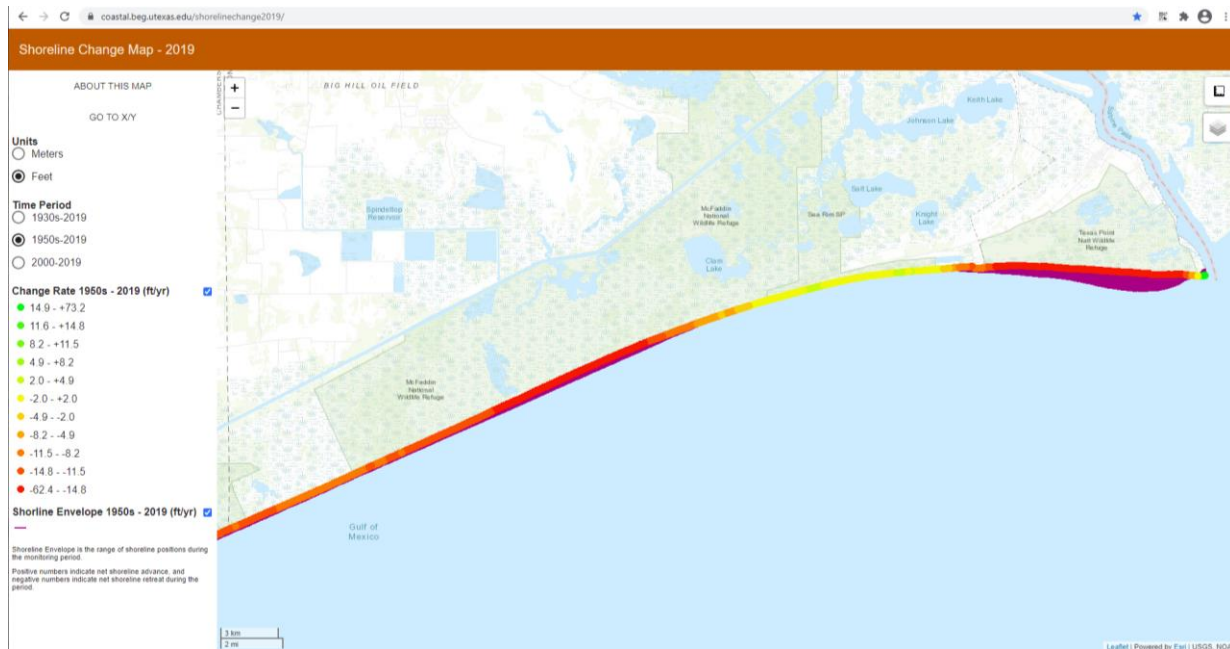 coastal.beg.utexas.edu/shorelinechange2019/
Shoreline Change Map - 2019
ABOUT THIS MAP
GO TO X/Y
Units
Meters
Feet
Time Period
1930s-2019
1950s-2019
2000-2019
Change Rate 1950s - 2019 (ft/yr)
14.9 - +73.2
11.6 - +14.8
8.2 - +11.5
4.9 - +8.2
2.0 - +4.9
-2.0 - +2.0
-4.9 - -2.0
-8.2 - -4.9
-11.5 - -8.2
-14.8 - -11.5
-62.4 - -14.8
Shorline Envelope 1950s - 2019 (ft/yr)
Shoreline Envelope is the range of shoreline positions during
the monitoring period.
Positive numbers indicate net shoreline advance, and
negative numbers indicate net shoreline retreat during the
period.
+
−
BIG HILL OIL FIELD
Keith Lake
Johnson Lake
Salt Lake
Spindletop
Reservoir
McFaddin
National
Wildlife Refuge
Sea Rim SP
Knight
Lake
Texas Point
Natl Wildlife
Refuge
Clam
Lake
McFaddin
National
Wildlife Refuge
Gulf of
Mexico
3 km
2 mi
Leaflet | Powered by Esri | USGS, NOA